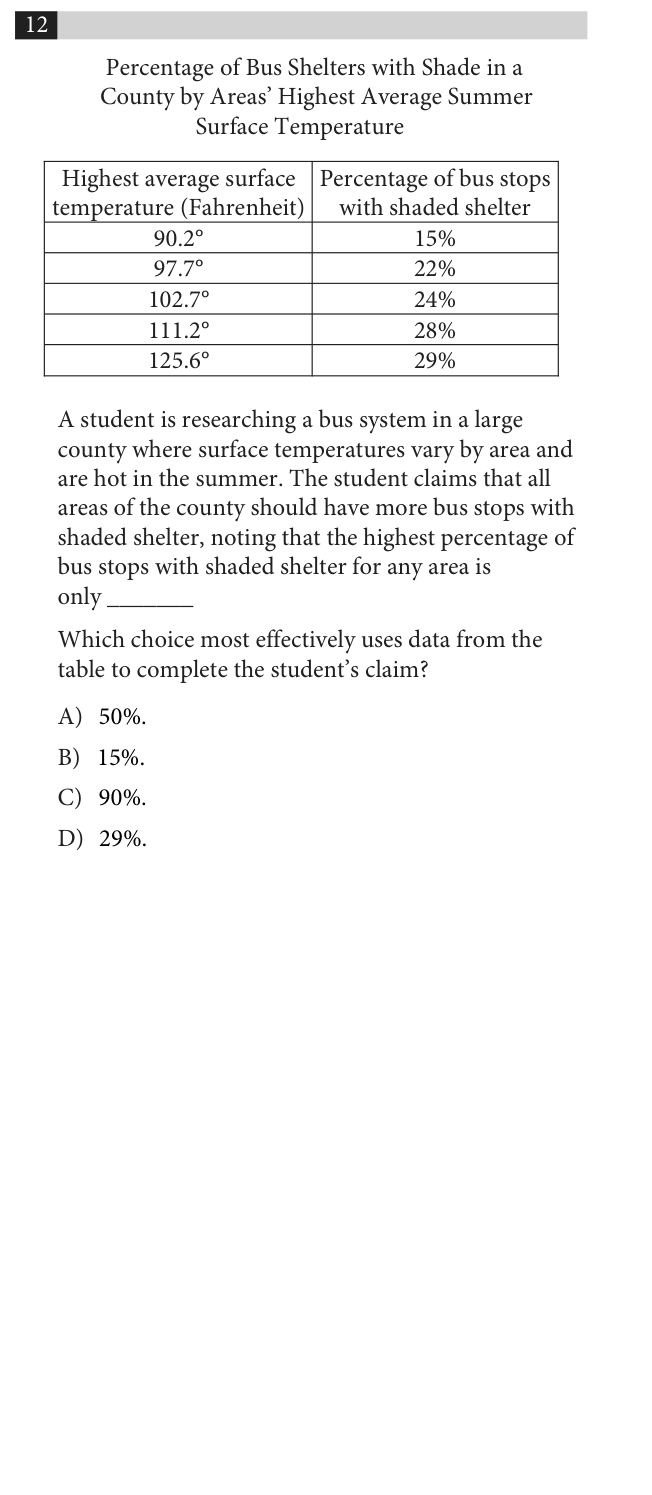 12
Percentage of Bus Shelters with Shade in a
County by Areas’ Highest Average Summer
Surface Temperature
Highest average surface temperature (Fahrenheit) | Percentage of bus stops with shaded shelter
90.2° | 15%
97.7° | 22%
102.7° | 24%
111.2° | 28%
125.6° | 29%
A student is researching a bus system in a large
county where surface temperatures vary by area and
are hot in the summer. The student claims that all
areas of the county should have more bus stops with
shaded shelter, noting that the highest percentage of
bus stops with shaded shelter for any area is
only _______
Which choice most effectively uses data from the
table to complete the student’s claim?
A) 50%.
B) 15%.
C) 90%.
D) 29%.